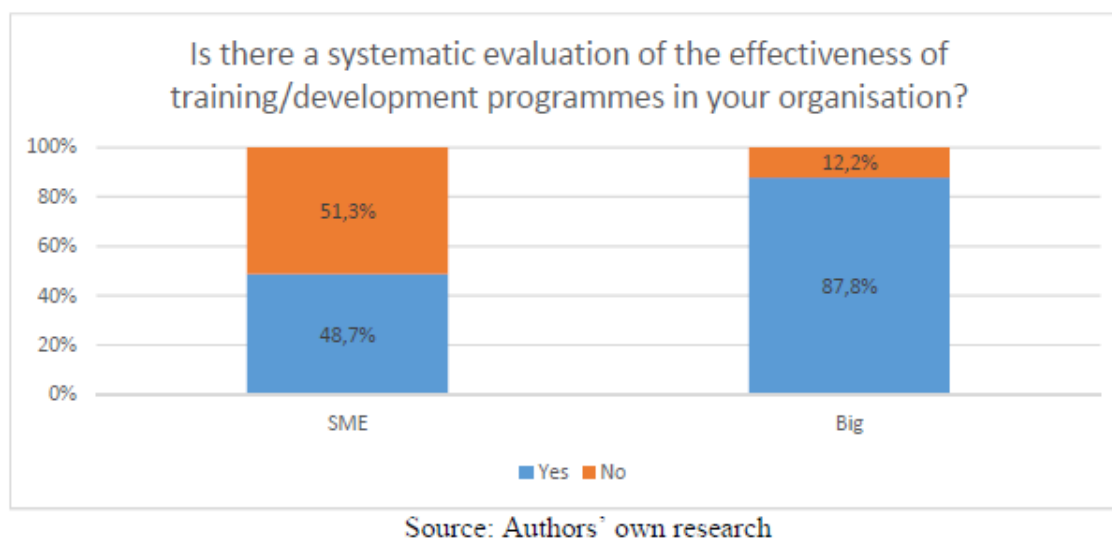 Is there a systematic evaluation of the effectiveness of
training/development programmes in your organisation?
100%
80%
60%
40%
20%
0%
51,3%
48,7%
12,2%
87,8%
SME
Big
Yes No
Source: Authors’ own research